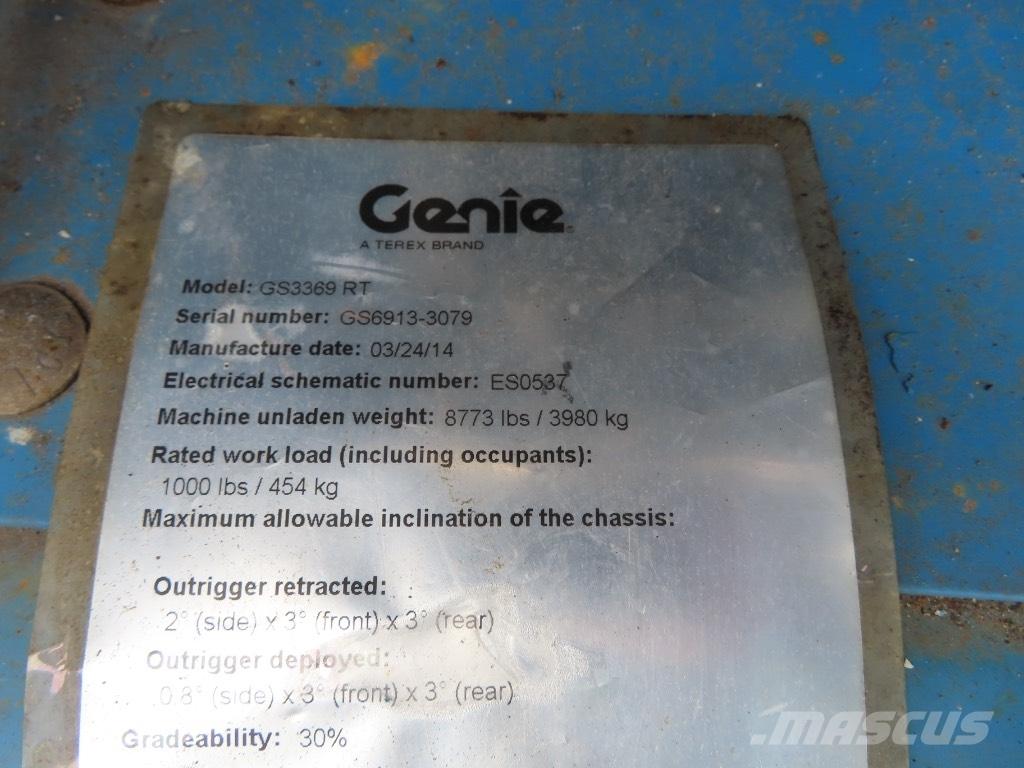 Genie
A TEREX BRAND
Model: GS3369 RT
Serial number: GS6913-3079
Manufacture date: 03/24/14
Electrical schematic number: ES0537
Machine unladen weight: 8773 lbs / 3980 kg
Rated work load (including occupants):
1000 lbs / 454 kg
Maximum allowable inclination of the chassis:
Outrigger retracted:
2° (side) x 3° (front) x 3° (rear)
Outrigger deployed:
0.8° (side) x 3° (front) x 3° (rear)
Gradeability: 30%
MASCUS